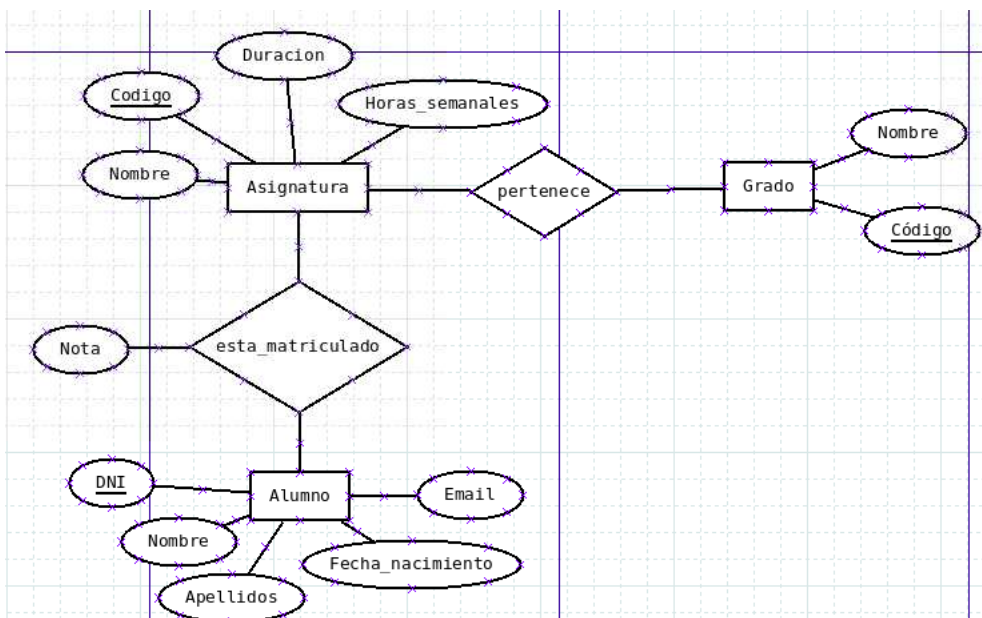 Duracion
Codigo
Horas_semanales
Nombre
Nombre
Asignatura
pertenece
Grado
Código
Nota
esta_matriculado
DNI
Alumno
Email
Nombre
Fecha_nacimiento
Apellidos